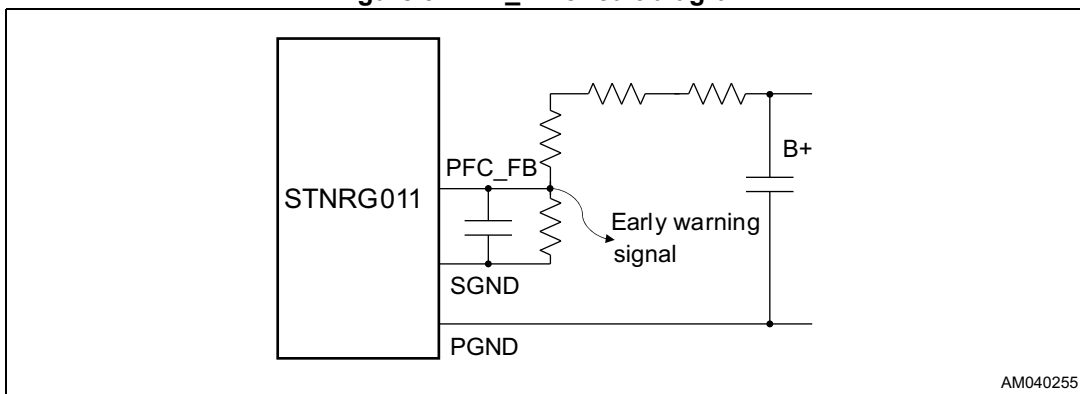 PFC_FB
B+
STNRG011
Early warning
signal
SGND
PGND
AM040255